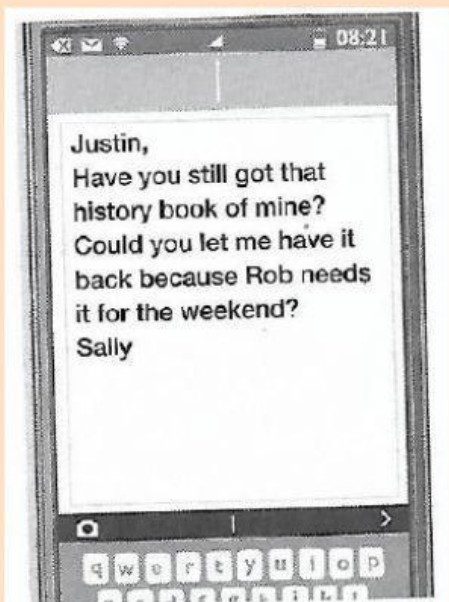 08:21
Justin,
Have you still got that
history book of mine?
Could you let me have it
back because Rob needs
it for the weekend?
Sally
q w e r t y u i o p